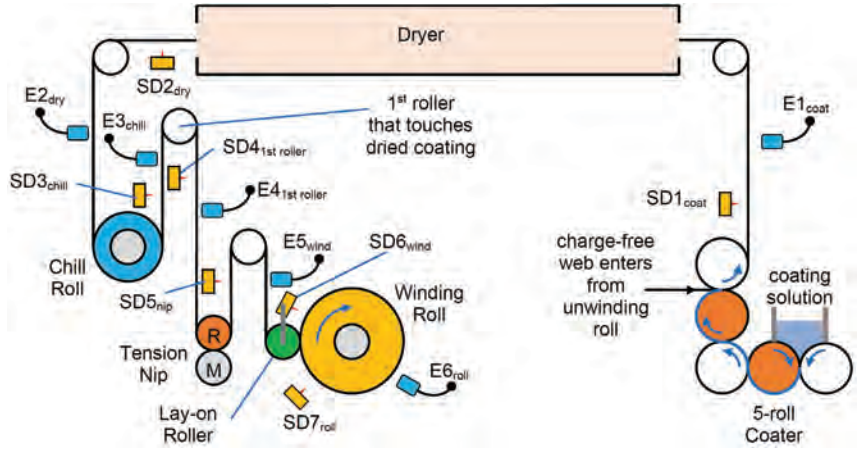 Dryer
SD2dry
E2dry
E3chill
1st roller
that touches
dried coating
E1coat
SD41st roller
SD3chill
E41st roller
SD1coat
E5wind
SD6wind
charge-free
web enters
from
unwinding
roll
coating
solution
Chill
Roll
SD5nip
Winding
Roll
R
M
Tension
Nip
E6roll
Lay-on
Roller
SD7roll
5-roll
Coater